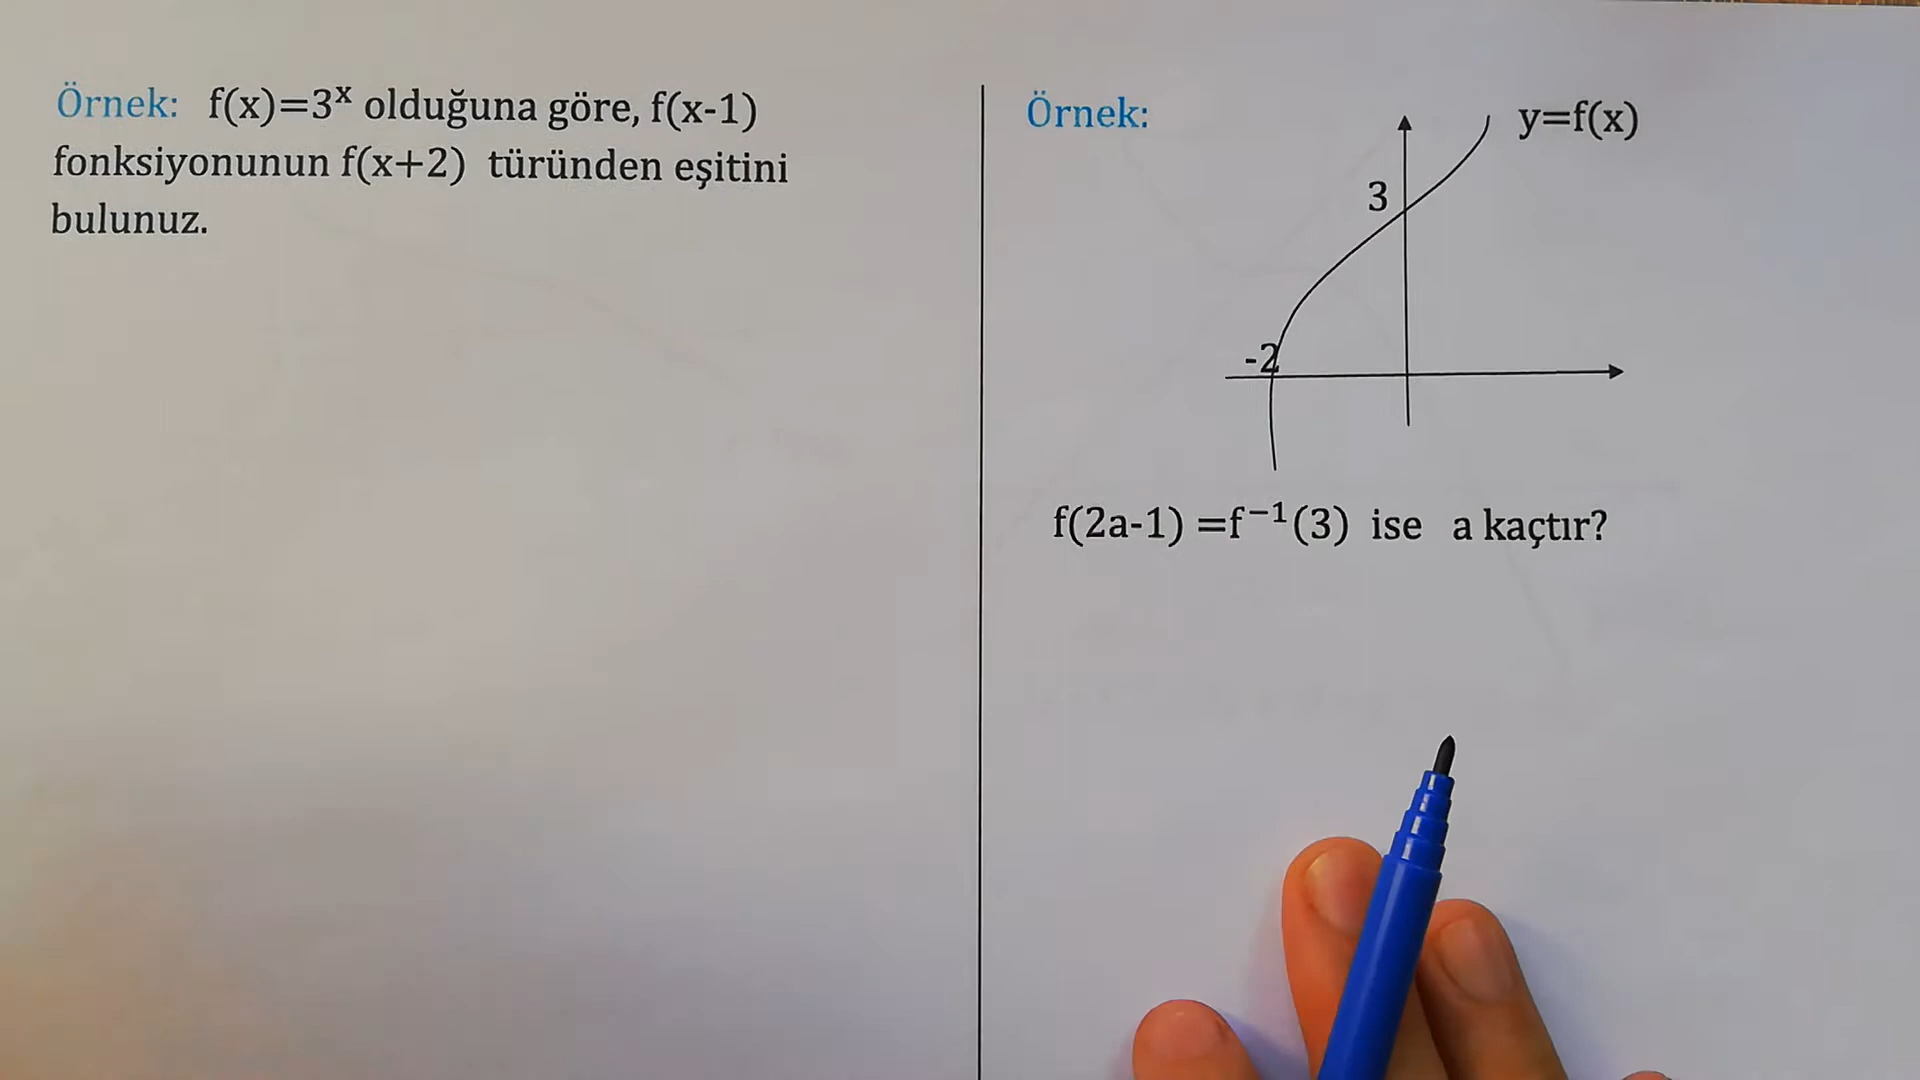 Örnek: f(x)=3ˣ olduğuna göre, f(x-1)
fonksiyonunun f(x+2) türünden eşitini
bulunuz.
Örnek:
y=f(x)
3
-2
f(2a-1) =f⁻¹(3) ise a kaçtır?